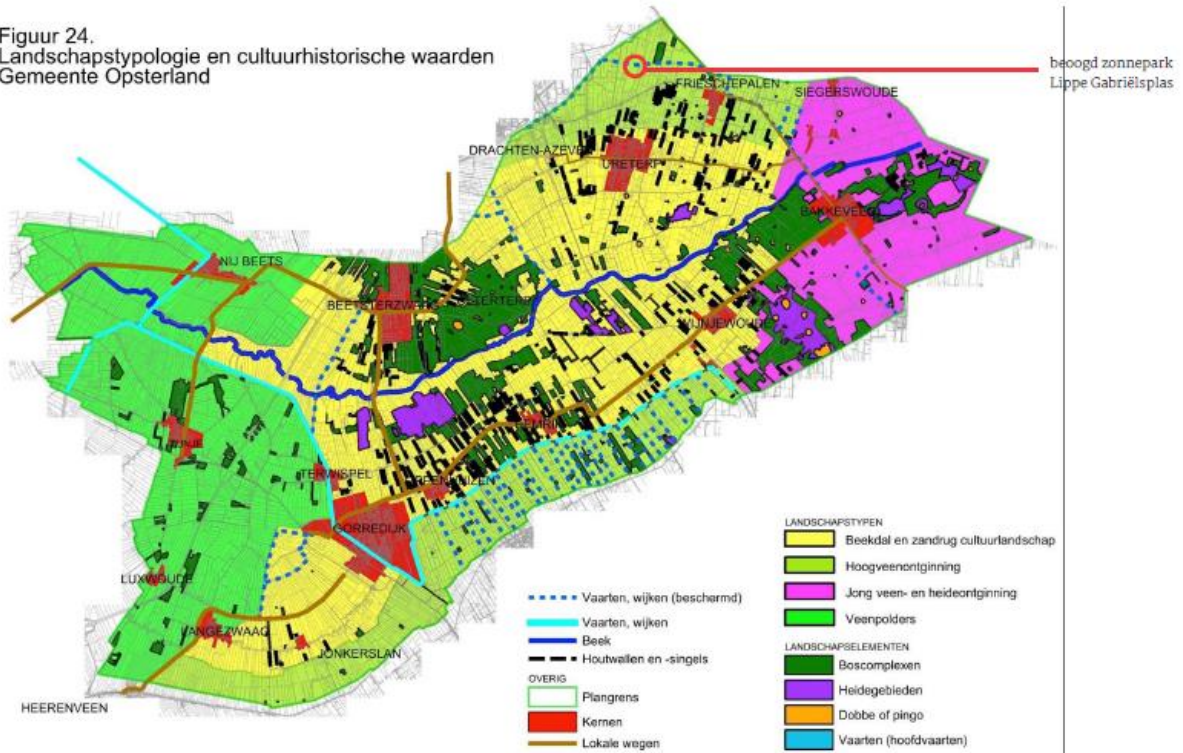 Figuur 24.
Landschapstypologie en cultuurhistorische waarden
Gemeente Opsterland
beoogd zonnepark
Lippe Gabriëlsplas
FRIESCHEPALEN
SIEGERSWOUDE
DRACHTEN-AZEVEN
URETERP
BAKKEVEEN
NIJ BEETS
BEETSTERZWAAG
OLTERTERP
WIJNJEWOUDE
HEMRIK
TIJNJE
TERWISPEL
GORREDIJK
LUXWOUDE
LANGEZWAAG
JONKERSLAN
HEERENVEEN
Vaarten, wijken (beschermd)
Vaarten, wijken
Beek
Houtwallen en -singels
OVERIG
Plangrens
Kernen
Lokale wegen
LANDSCHAPSTYPEN
Beekdal en zandrug cultuurlandschap
Hoogveenontginning
Jong veen- en heideontginning
Veenpolders
LANDSCHAPSELEMENTEN
Boscomplexen
Heidegebieden
Dobbe of pingo
Vaarten (hoofdvaarten)